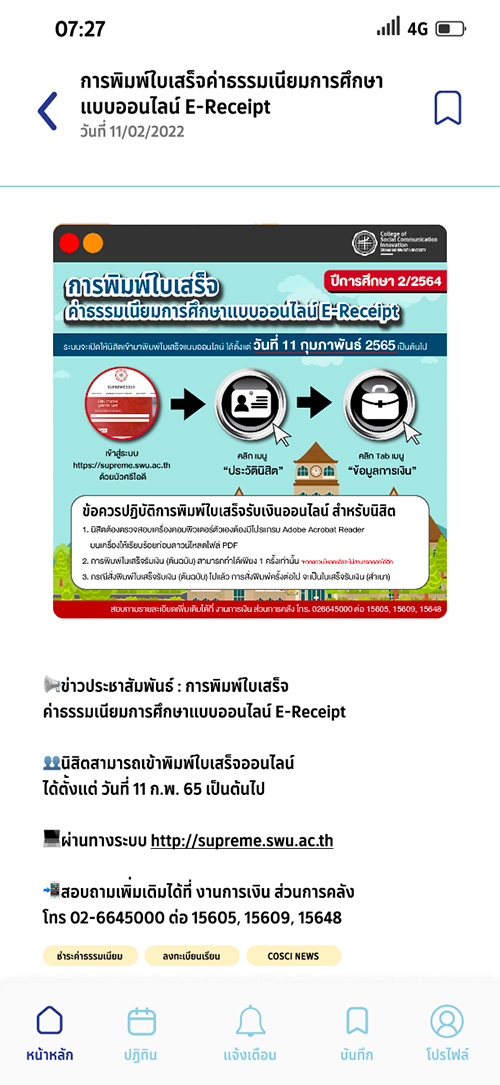 07:27
4G
การพิมพ์ใบเสร็จค่าธรรมเนียมการศึกษา
แบบออนไลน์ E-Receipt
วันที่ 11/02/2022
College of
Social Communication
Innovation
การพิมพ์ใบเสร็จ
ปีการศึกษา 2/2564
ค่าธรรมเนียมการศึกษาแบบออนไลน์ E-Receipt
ระบบจะเปิดให้นิสิตเข้ามาพิมพ์ใบเสร็จแบบออนไลน์ ได้ตั้งแต่ วันที่ 11 กุมภาพันธ์ 2565 เป็นต้นไป
SUPREME2019
เข้าสู่ระบบ
https://supreme.swu.ac.th
ด้วยบัวศรีไอดี
คลิก เมนู
"ประวัตินิสิต"
คลิก Tab เมนู
"ข้อมูลการเงิน"
ข้อควรปฏิบัติการพิมพ์ใบเสร็จรับเงินออนไลน์ สำหรับนิสิต
1. นิสิตต้องตรวจสอบเครื่องคอมพิวเตอร์ตัวเองต้องมีโปรแกรม Adobe Acrobat Reader
บนเครื่องให้เรียบร้อยก่อนดาวน์โหลดไฟล์ PDF
2. การพิมพ์ใบเสร็จรับเงิน (ต้นฉบับ) สามารถทำได้เพียง 1 ครั้งเท่านั้น
3. กรณีสั่งพิมพ์ใบเสร็จรับเงิน (ต้นฉบับ) ไปแล้ว การสั่งพิมพ์ครั้งต่อไป จะเป็นใบเสร็จรับเงิน (สำเนา)
สอบถามรายละเอียดเพิ่มเติมได้ที่ งานการเงิน ส่วนการคลัง โทร. 026645000 ต่อ 15605, 15609, 15648
ข่าวประชาสัมพันธ์ : การพิมพ์ใบเสร็จ
ค่าธรรมเนียมการศึกษาแบบออนไลน์ E-Receipt
นิสิตสามารถเข้าพิมพ์ใบเสร็จออนไลน์
ได้ตั้งแต่ วันที่ 11 ก.พ. 65 เป็นต้นไป
ผ่านทางระบบ http://supreme.swu.ac.th
สอบถามเพิ่มเติมได้ที่ งานการเงิน ส่วนการคลัง
โทร 02-6645000 ต่อ 15605, 15609, 15648
ชำระค่าธรรมเนียม
ลงทะเบียนเรียน
COSCI NEWS
หน้าหลัก
ปฏิทิน
แจ้งเตือน
บันทึก
โปรไฟล์